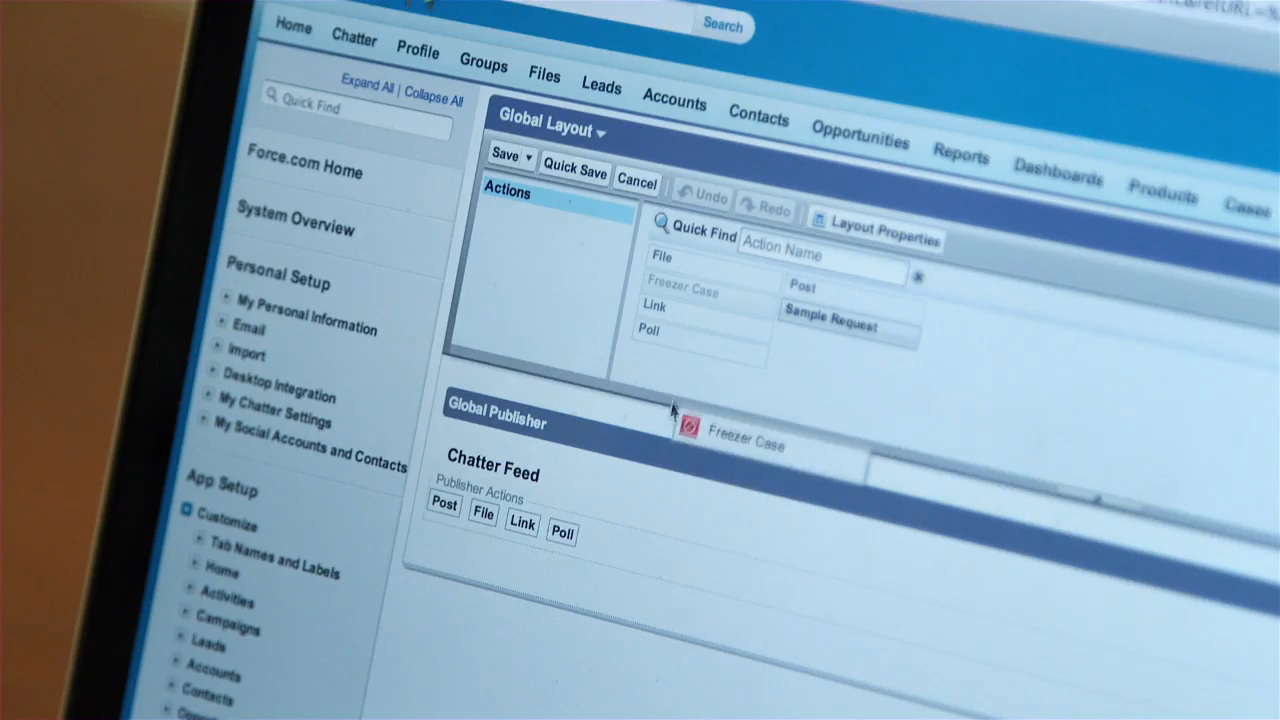 Search
Home Chatter Profile Groups Files Leads Accounts Contacts Opportunities Reports Dashboards Products Cases
Expand All | Collapse All
Quick Find
Force.com Home
System Overview
Personal Setup
My Personal Information
Email
Import
Desktop Integration
My Chatter Settings
My Social Accounts and Contacts
App Setup
Customize
Tab Names and Labels
Home
Activities
Campaigns
Leads
Accounts
Contacts
Global Layout
Save Quick Save Cancel Undo Redo Layout Properties
Actions
Quick Find Action Name
File
Freezer Case
Link
Poll
Post
Sample Request
Freezer Case
Global Publisher
Chatter Feed
Publisher Actions
Post File Link Poll